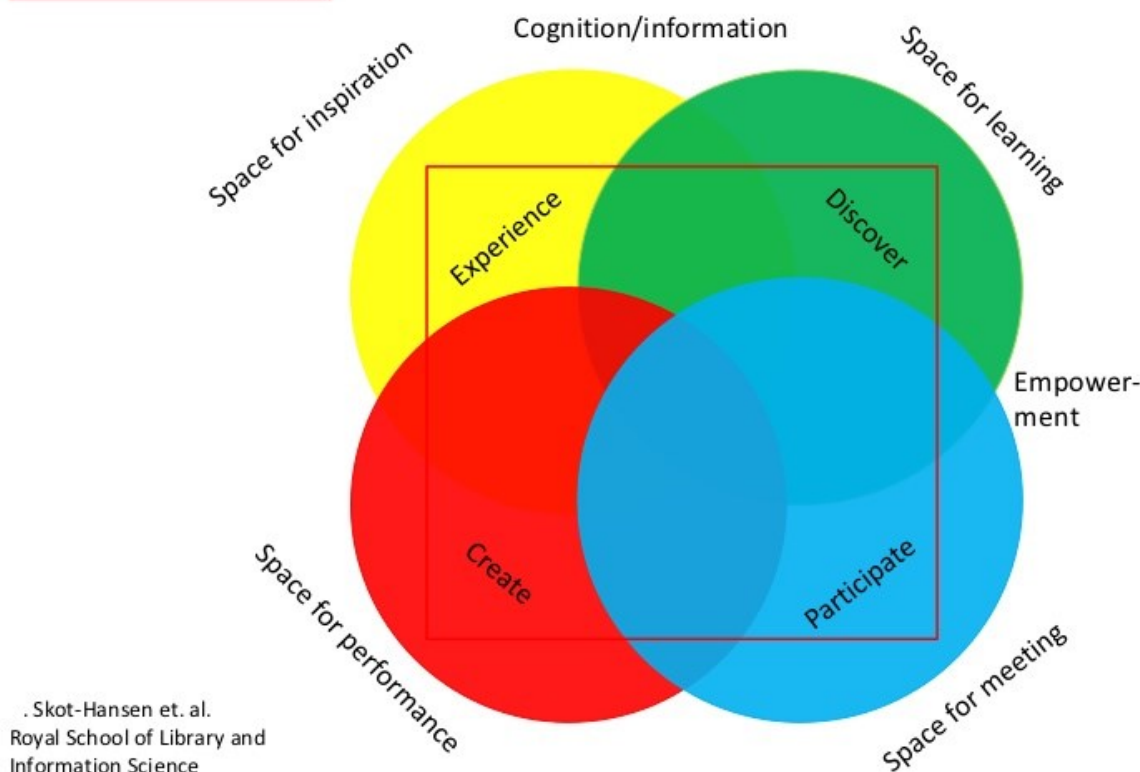 Cognition/information
Space for inspiration
Space for learning
Experience
Discover
Empower-
ment
Create
Participate
Space for performance
Space for meeting
. Skot-Hansen et. al.
Royal School of Library and
Information Science